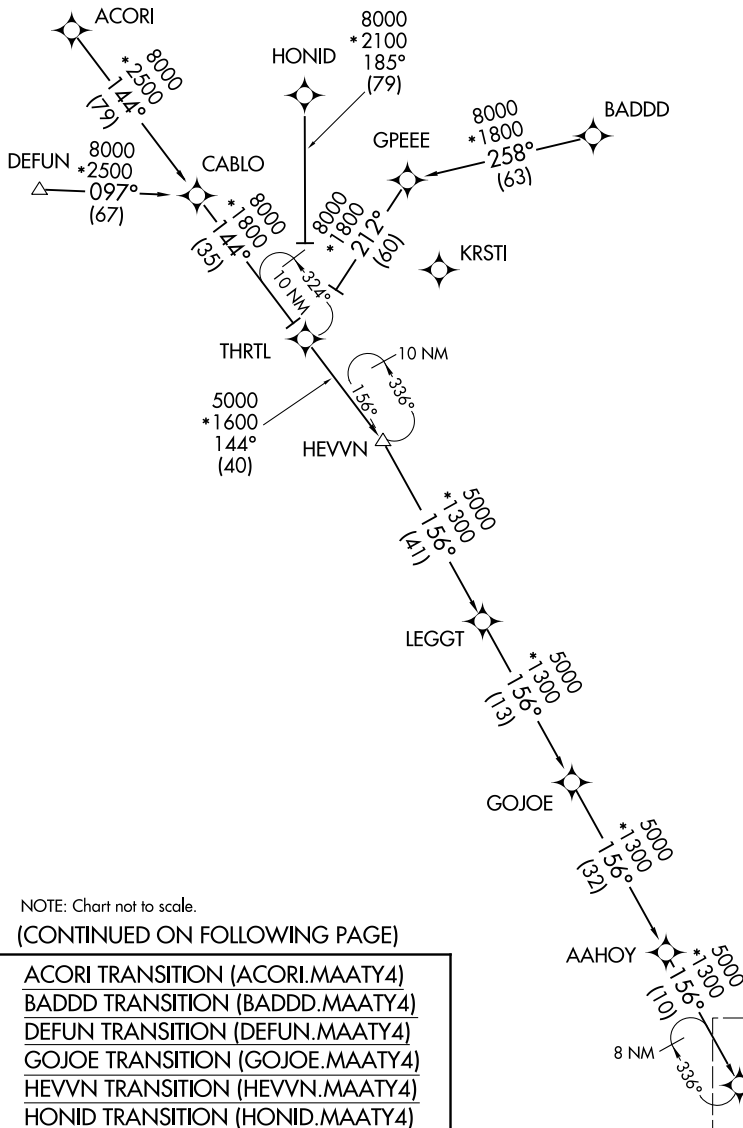 ACORI
8000
*2500
144°
(79)
HONID
8000
*2100
185°
(79)
BADDD
8000
*1800
258°
(63)
GPEEE
DEFUN
8000
*2500
097°
(67)
CABLO
8000
*1800
144°
(35)
8000
*1800
212°
(60)
KRSTI
324°
10 NM
THRTL
5000
*1600
144°
(40)
10 NM
336°
156°
HEVVN
5000
*1300
156°
(41)
LEGGT
5000
*1300
156°
(13)
GOJOE
5000
*1300
156°
(32)
AAHOY
5000
*1300
156°
(10)
8 NM
336°
NOTE: Chart not to scale.
(CONTINUED ON FOLLOWING PAGE)
ACORI TRANSITION (ACORI.MAATY4)
BADDD TRANSITION (BADDD.MAATY4)
DEFUN TRANSITION (DEFUN.MAATY4)
GOJOE TRANSITION (GOJOE.MAATY4)
HEVVN TRANSITION (HEVVN.MAATY4)
HONID TRANSITION (HONID.MAATY4)